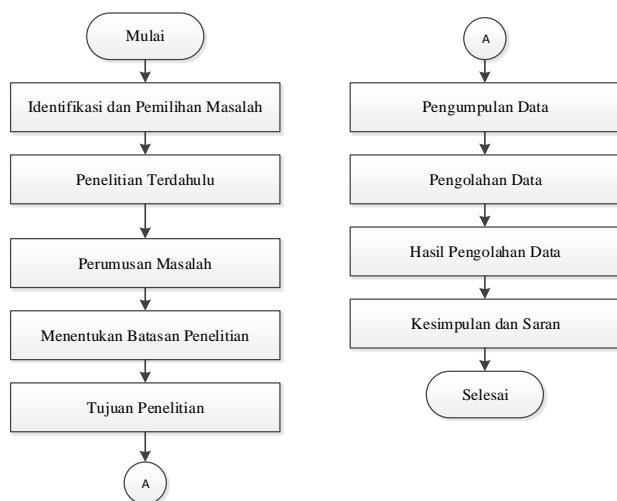 Mulai
Identifikasi dan Pemilihan Masalah
Penelitian Terdahulu
Perumusan Masalah
Menentukan Batasan Penelitian
Tujuan Penelitian
A
A
Pengumpulan Data
Pengolahan Data
Hasil Pengolahan Data
Kesimpulan dan Saran
Selesai